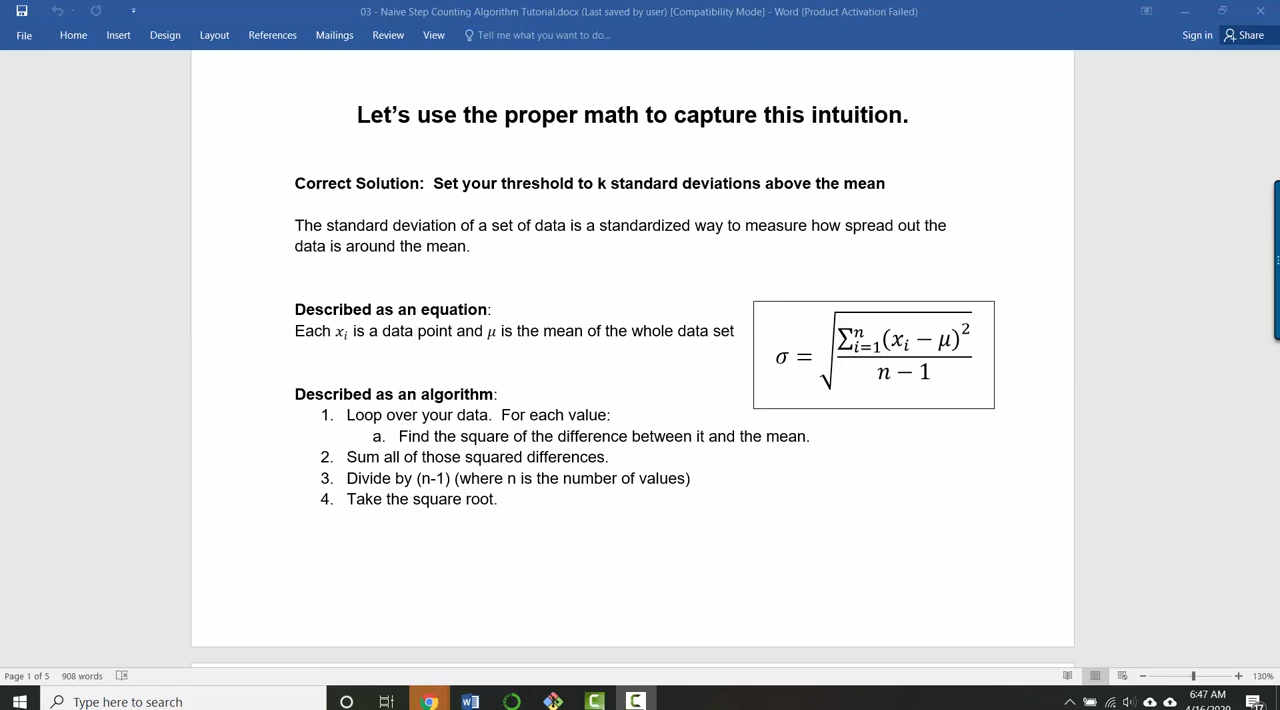 03 - Naive Step Counting Algorithm Tutorial.docx (Last saved by user) [Compatibility Mode] - Word (Product Activation Failed)
File Home Insert Design Layout References Mailings Review View Tell me what you want to do... Sign in Share
Let's use the proper math to capture this intuition.
Correct Solution: Set your threshold to k standard deviations above the mean
The standard deviation of a set of data is a standardized way to measure how spread out the
data is around the mean.
Described as an equation:
Each xᵢ is a data point and μ is the mean of the whole data set
σ = √(∑ⁿᵢ₌₁(xᵢ − μ)² / (n − 1))
Described as an algorithm:
1. Loop over your data. For each value:
a. Find the square of the difference between it and the mean.
2. Sum all of those squared differences.
3. Divide by (n-1) (where n is the number of values)
4. Take the square root.
Page 1 of 5 908 words 130%
Type here to search
6:47 AM
4/16/2020
17